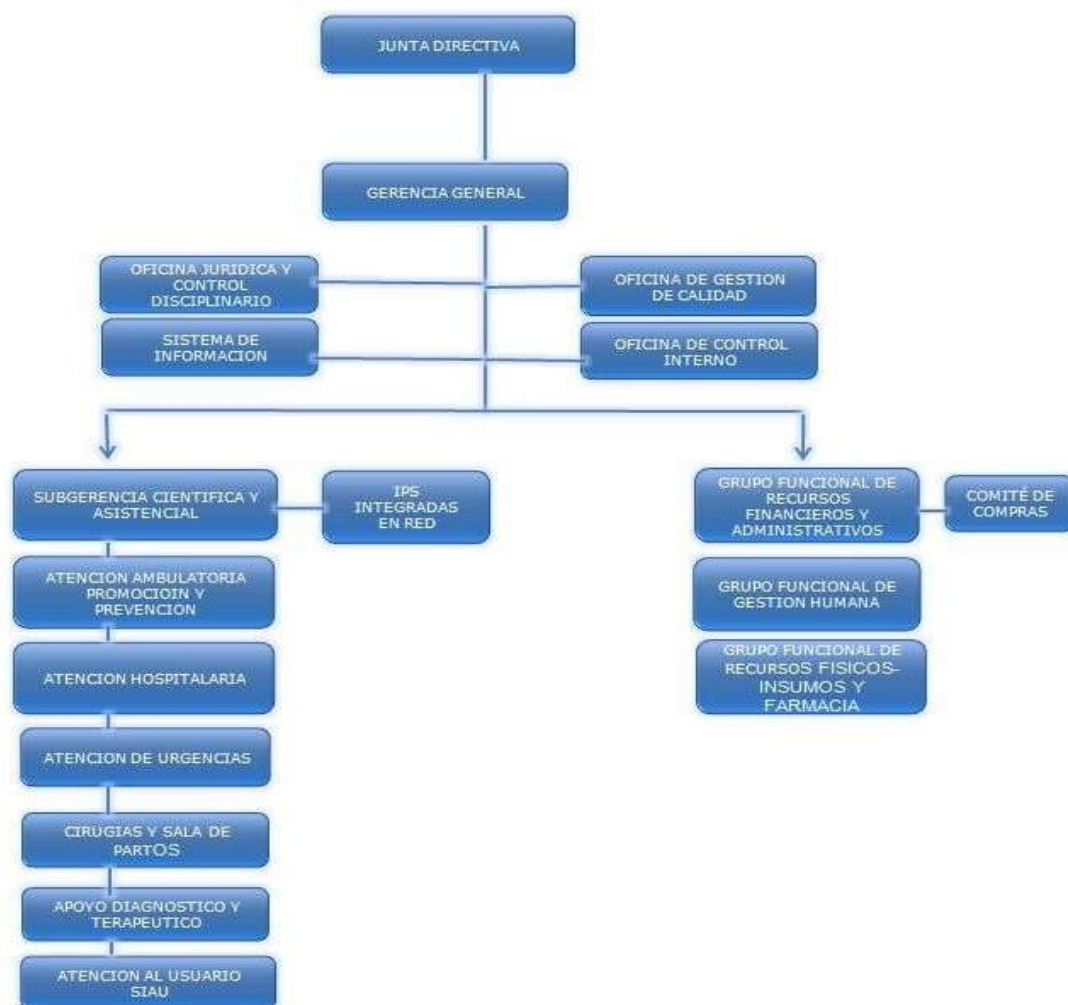 JUNTA DIRECTIVA
GERENCIA GENERAL
OFICINA JURIDICA Y
CONTROL
DISCIPLINARIO
OFICINA DE GESTION
DE CALIDAD
SISTEMA DE
INFORMACION
OFICINA DE CONTROL
INTERNO
SUBGERENCIA CIENTIFICA Y
ASISTENCIAL
IPS
INTEGRADAS
EN RED
GRUPO FUNCIONAL DE
RECURSOS
FINANCIEROS Y
ADMINISTRATIVOS
COMITÉ DE
COMPRAS
ATENCION AMBULATORIA
PROMOCIOIN Y
PREVENCION
GRUPO FUNCIONAL DE
GESTION HUMANA
ATENCION HOSPITALARIA
GRUPO FUNCIONAL DE
RECURSOS FISICOS-
INSUMOS Y
FARMACIA
ATENCION DE URGENCIAS
CIRUGIAS Y SALA DE
PARTOS
APOYO DIAGNOSTICO Y
TERAPEUTICO
ATENCION AL USUARIO
SIAU